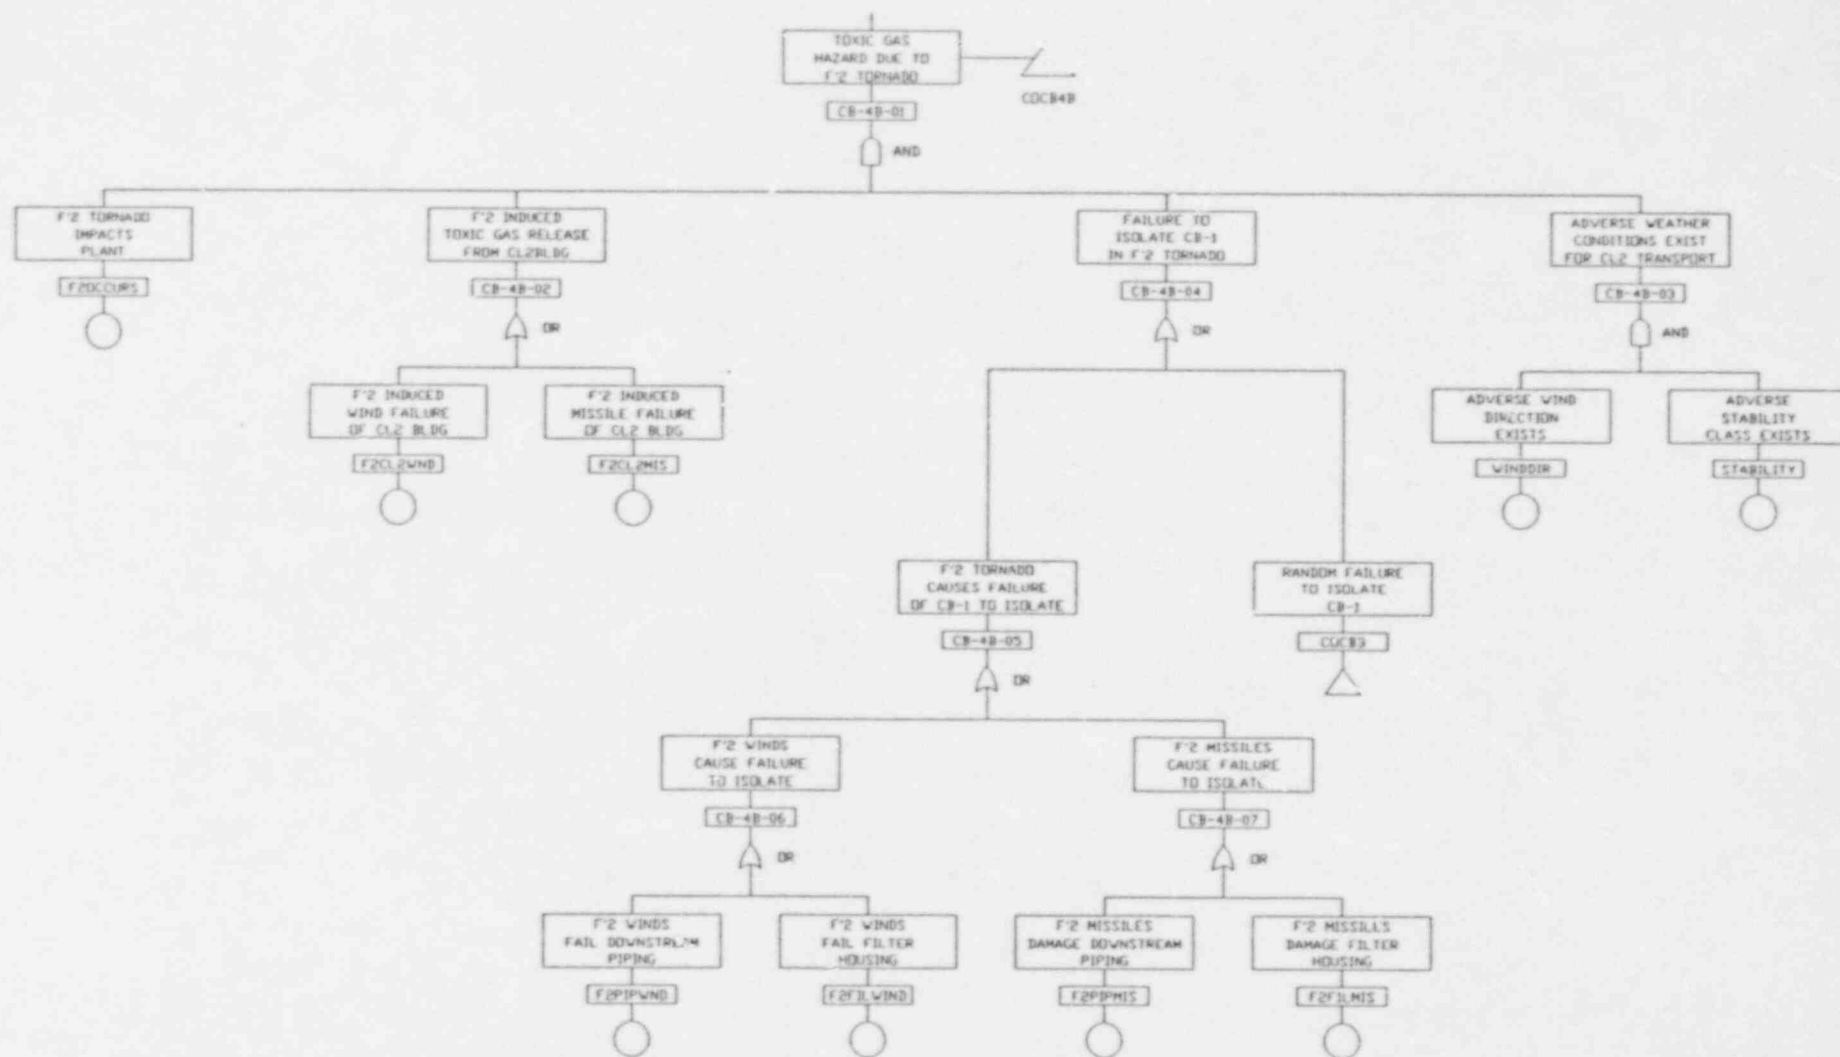 TOXIC GAS
HAZARD DUE TO
F'2 TORNADO
COCB4B
CB-4B-01
AND
F'2 TORNADO
IMPACTS
PLANT
F2OCCURS
F'2 INDUCED
TOXIC GAS RELEASE
FROM CL2BLDG
CB-4B-02
OR
FAILURE TO
ISOLATE CB-1
IN F'2 TORNADO
CB-4B-04
OR
ADVERSE WEATHER
CONDITIONS EXIST
FOR CL2 TRANSPORT
CB-4B-03
AND
F'2 INDUCED
WIND FAILURE
OF CL2 BLDG
F2CL2WND
F'2 INDUCED
MISSILE FAILURE
OF CL2 BLDG
F2CL2MIS
ADVERSE WIND
DIRECTION
EXISTS
WINDDIR
ADVERSE
STABILITY
CLASS EXISTS
STABILITY
F'2 TORNADO
CAUSES FAILURE
OF CB-1 TO ISOLATE
CB-4B-05
OR
RANDOM FAILURE
TO ISOLATE
CB-1
COCB3
F'2 WINDS
CAUSE FAILURE
TO ISOLATE
CB-4B-06
OR
F'2 MISSILES
CAUSE FAILURE
TO ISOLATE
CB-4B-07
OR
F'2 WINDS
FAIL DOWNSTREAM
PIPING
F2PIPWND
F'2 WINDS
FAIL FILTER
HOUSING
F2FILWIND
F'2 MISSILES
DAMAGE DOWNSTREAM
PIPING
F2PIPMIS
F'2 MISSILES
DAMAGE FILTER
HOUSING
F2FILMIS